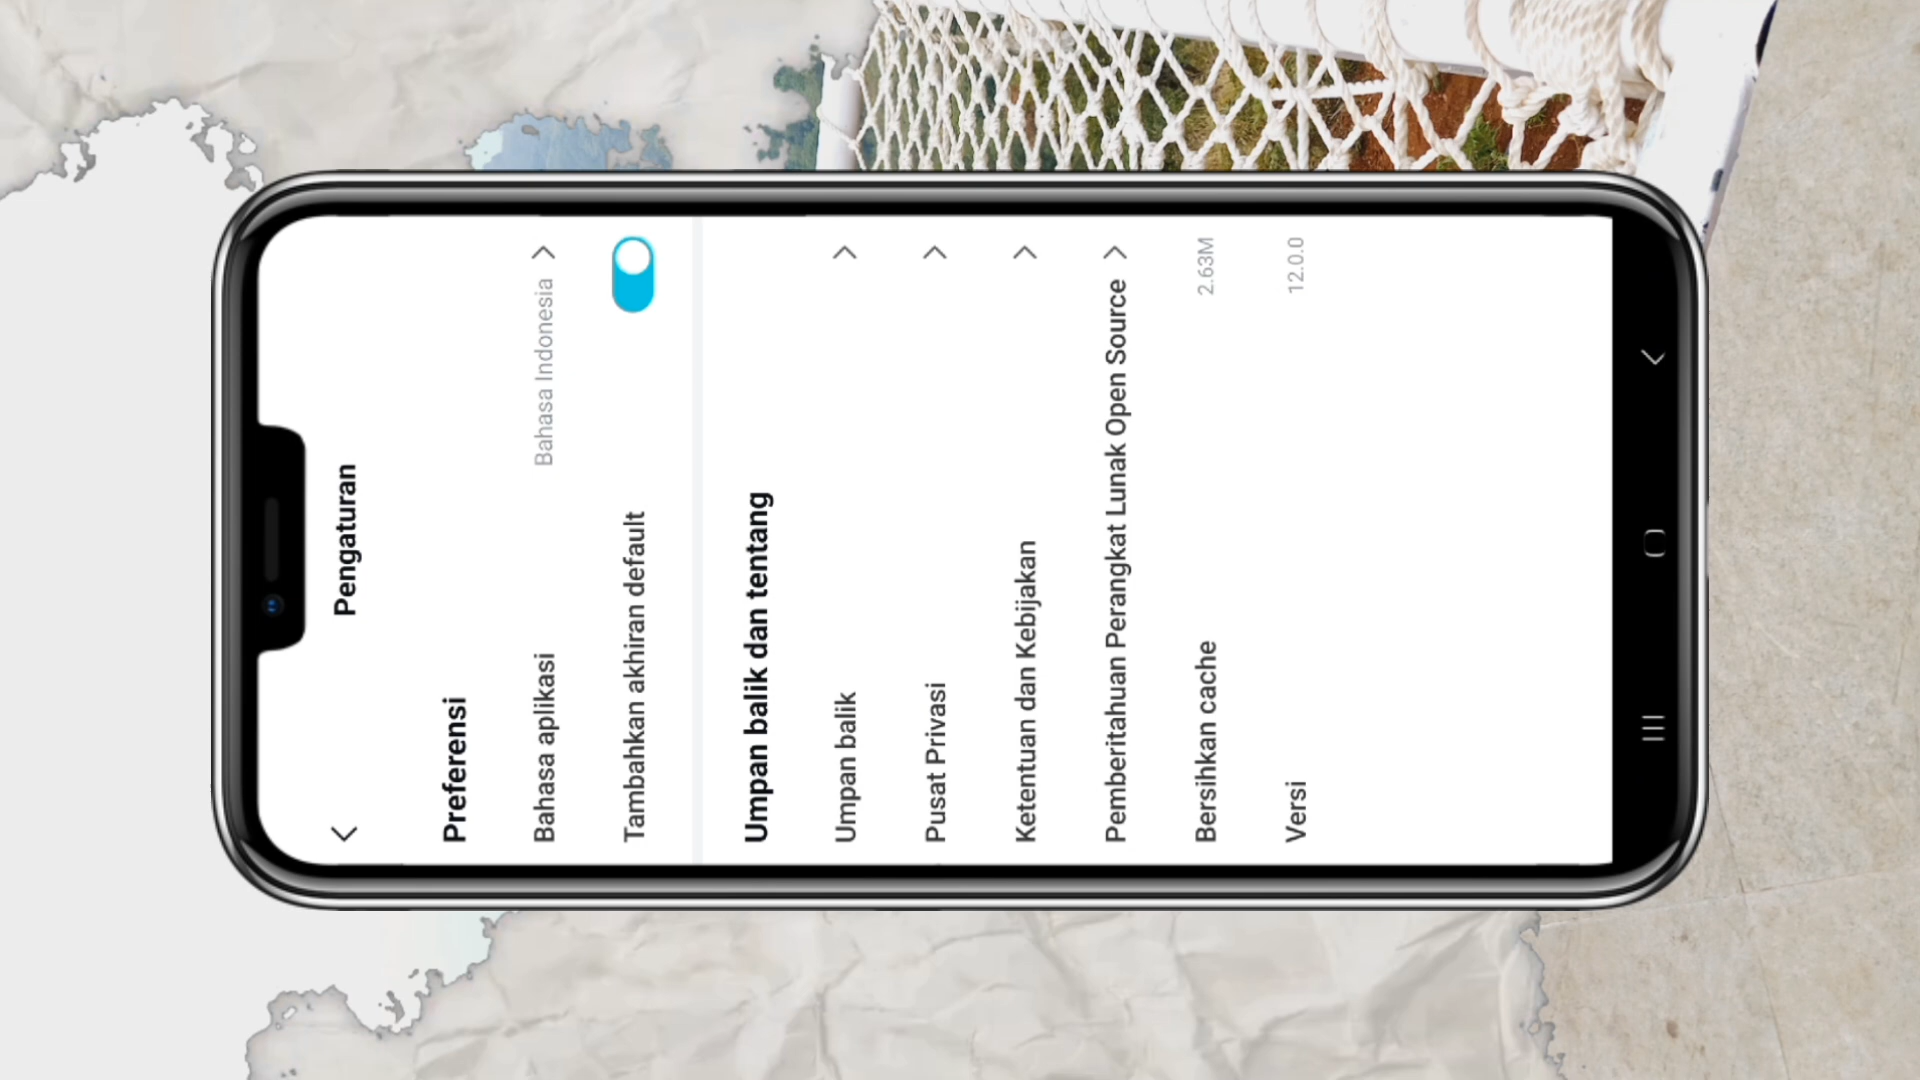 Pengaturan
Preferensi
Bahasa aplikasi Bahasa Indonesia
Tambahkan akhiran default
Umpan balik dan tentang
Umpan balik
Pusat Privasi
Ketentuan dan Kebijakan
Pemberitahuan Perangkat Lunak Open Source
Bersihkan cache 2.63M
Versi 12.0.0